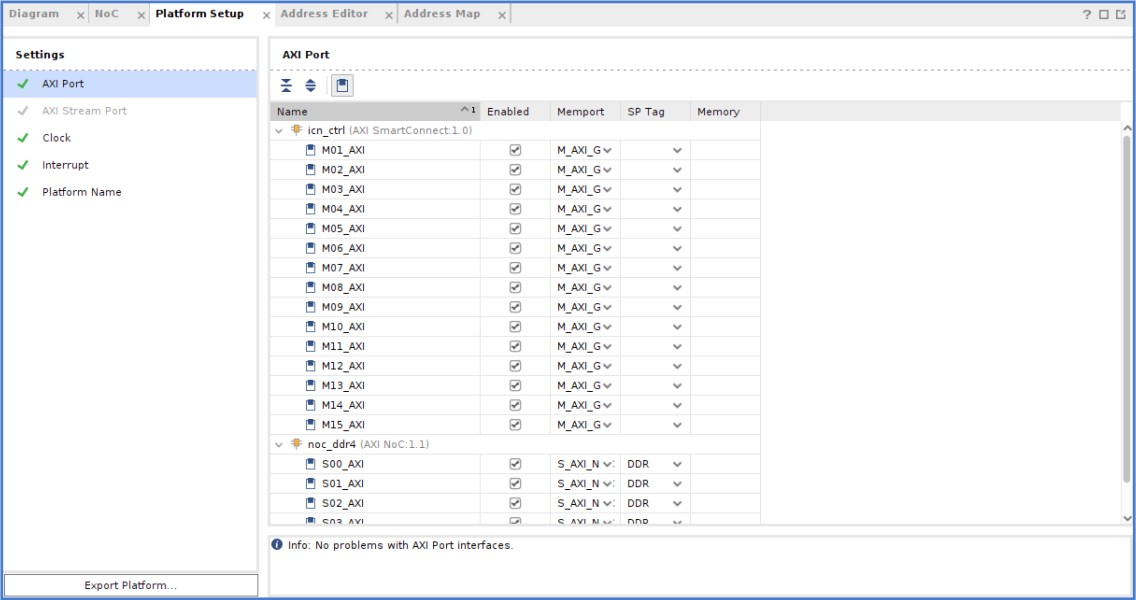 Diagram NoC Platform Setup Address Editor Address Map
Settings
AXI Port
AXI Stream Port
Clock
Interrupt
Platform Name
Export Platform...
AXI Port
Name 1 Enabled Memport SP Tag Memory
icn_ctrl (AXI SmartConnect:1.0)
M01_AXI M_AXI_G
M02_AXI M_AXI_G
M03_AXI M_AXI_G
M04_AXI M_AXI_G
M05_AXI M_AXI_G
M06_AXI M_AXI_G
M07_AXI M_AXI_G
M08_AXI M_AXI_G
M09_AXI M_AXI_G
M10_AXI M_AXI_G
M11_AXI M_AXI_G
M12_AXI M_AXI_G
M13_AXI M_AXI_G
M14_AXI M_AXI_G
M15_AXI M_AXI_G
noc_ddr4 (AXI NoC:1.1)
S00_AXI S_AXI_N DDR
S01_AXI S_AXI_N DDR
S02_AXI S_AXI_N DDR
S03_AXI S_AXI_N DDR
Info: No problems with AXI Port interfaces.